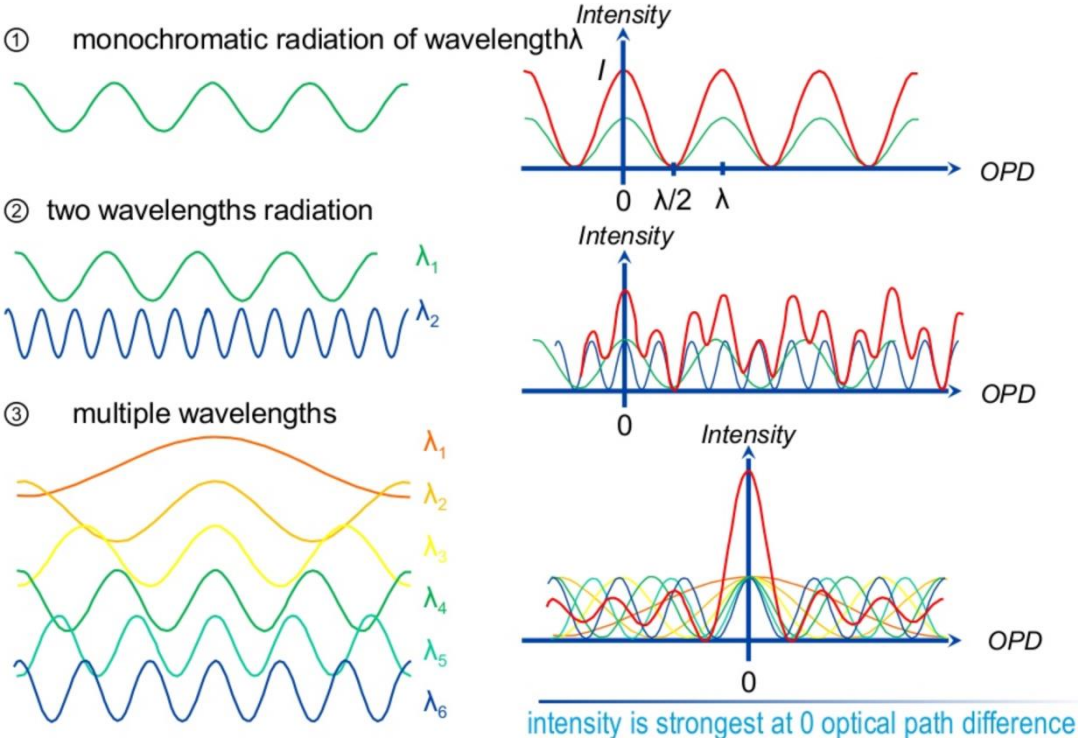 ① monochromatic radiation of wavelengthλ
Intensity
I
OPD
0 λ/2 λ
② two wavelengths radiation
Intensity
λ1
λ2
OPD
0
③ multiple wavelengths
Intensity
λ1
λ2
λ3
λ4
λ5
λ6
OPD
0
intensity is strongest at 0 optical path difference